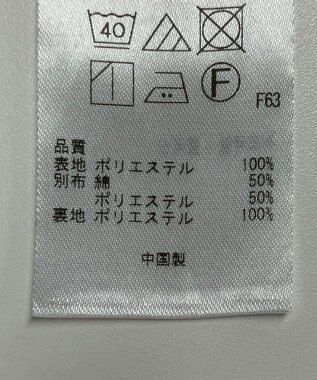 40
F F63
品質
表地 ポリエステル 100%
別布 綿 50%
ポリエステル 50%
裏地 ポリエステル 100%
中国製